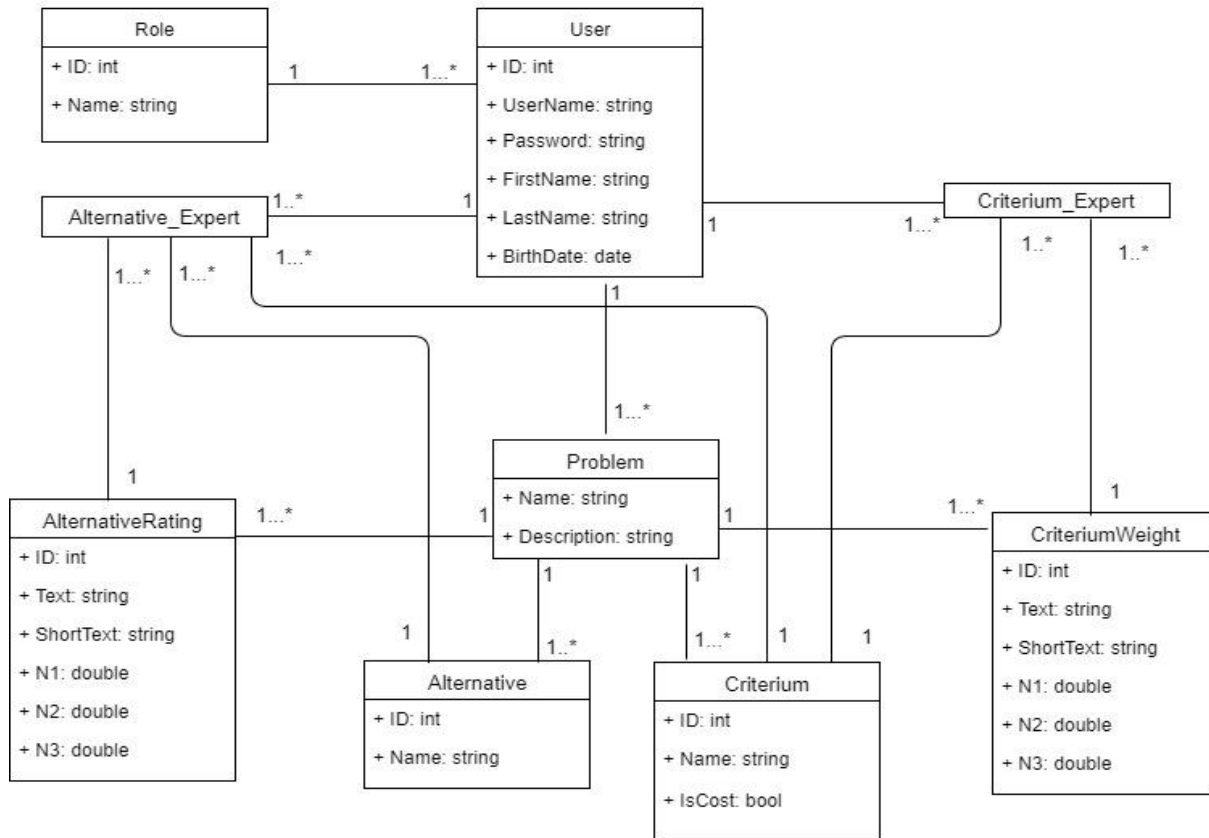 Role
+ ID: int
+ Name: string
1
1...*
User
+ ID: int
+ UserName: string
+ Password: string
+ FirstName: string
+ LastName: string
+ BirthDate: date
Alternative_Expert
1..*
1
1...*
1...*
1...*
Criterium_Expert
1
1...*
1..*
1..*
1
1...*
Problem
+ Name: string
+ Description: string
1
1...*
1
1
1...*
1
AlternativeRating
+ ID: int
+ Text: string
+ ShortText: string
+ N1: double
+ N2: double
+ N3: double
1
1
1
1..*
1...*
1
1
Alternative
+ ID: int
+ Name: string
Criterium
+ ID: int
+ Name: string
+ IsCost: bool
CriteriumWeight
+ ID: int
+ Text: string
+ ShortText: string
+ N1: double
+ N2: double
+ N3: double